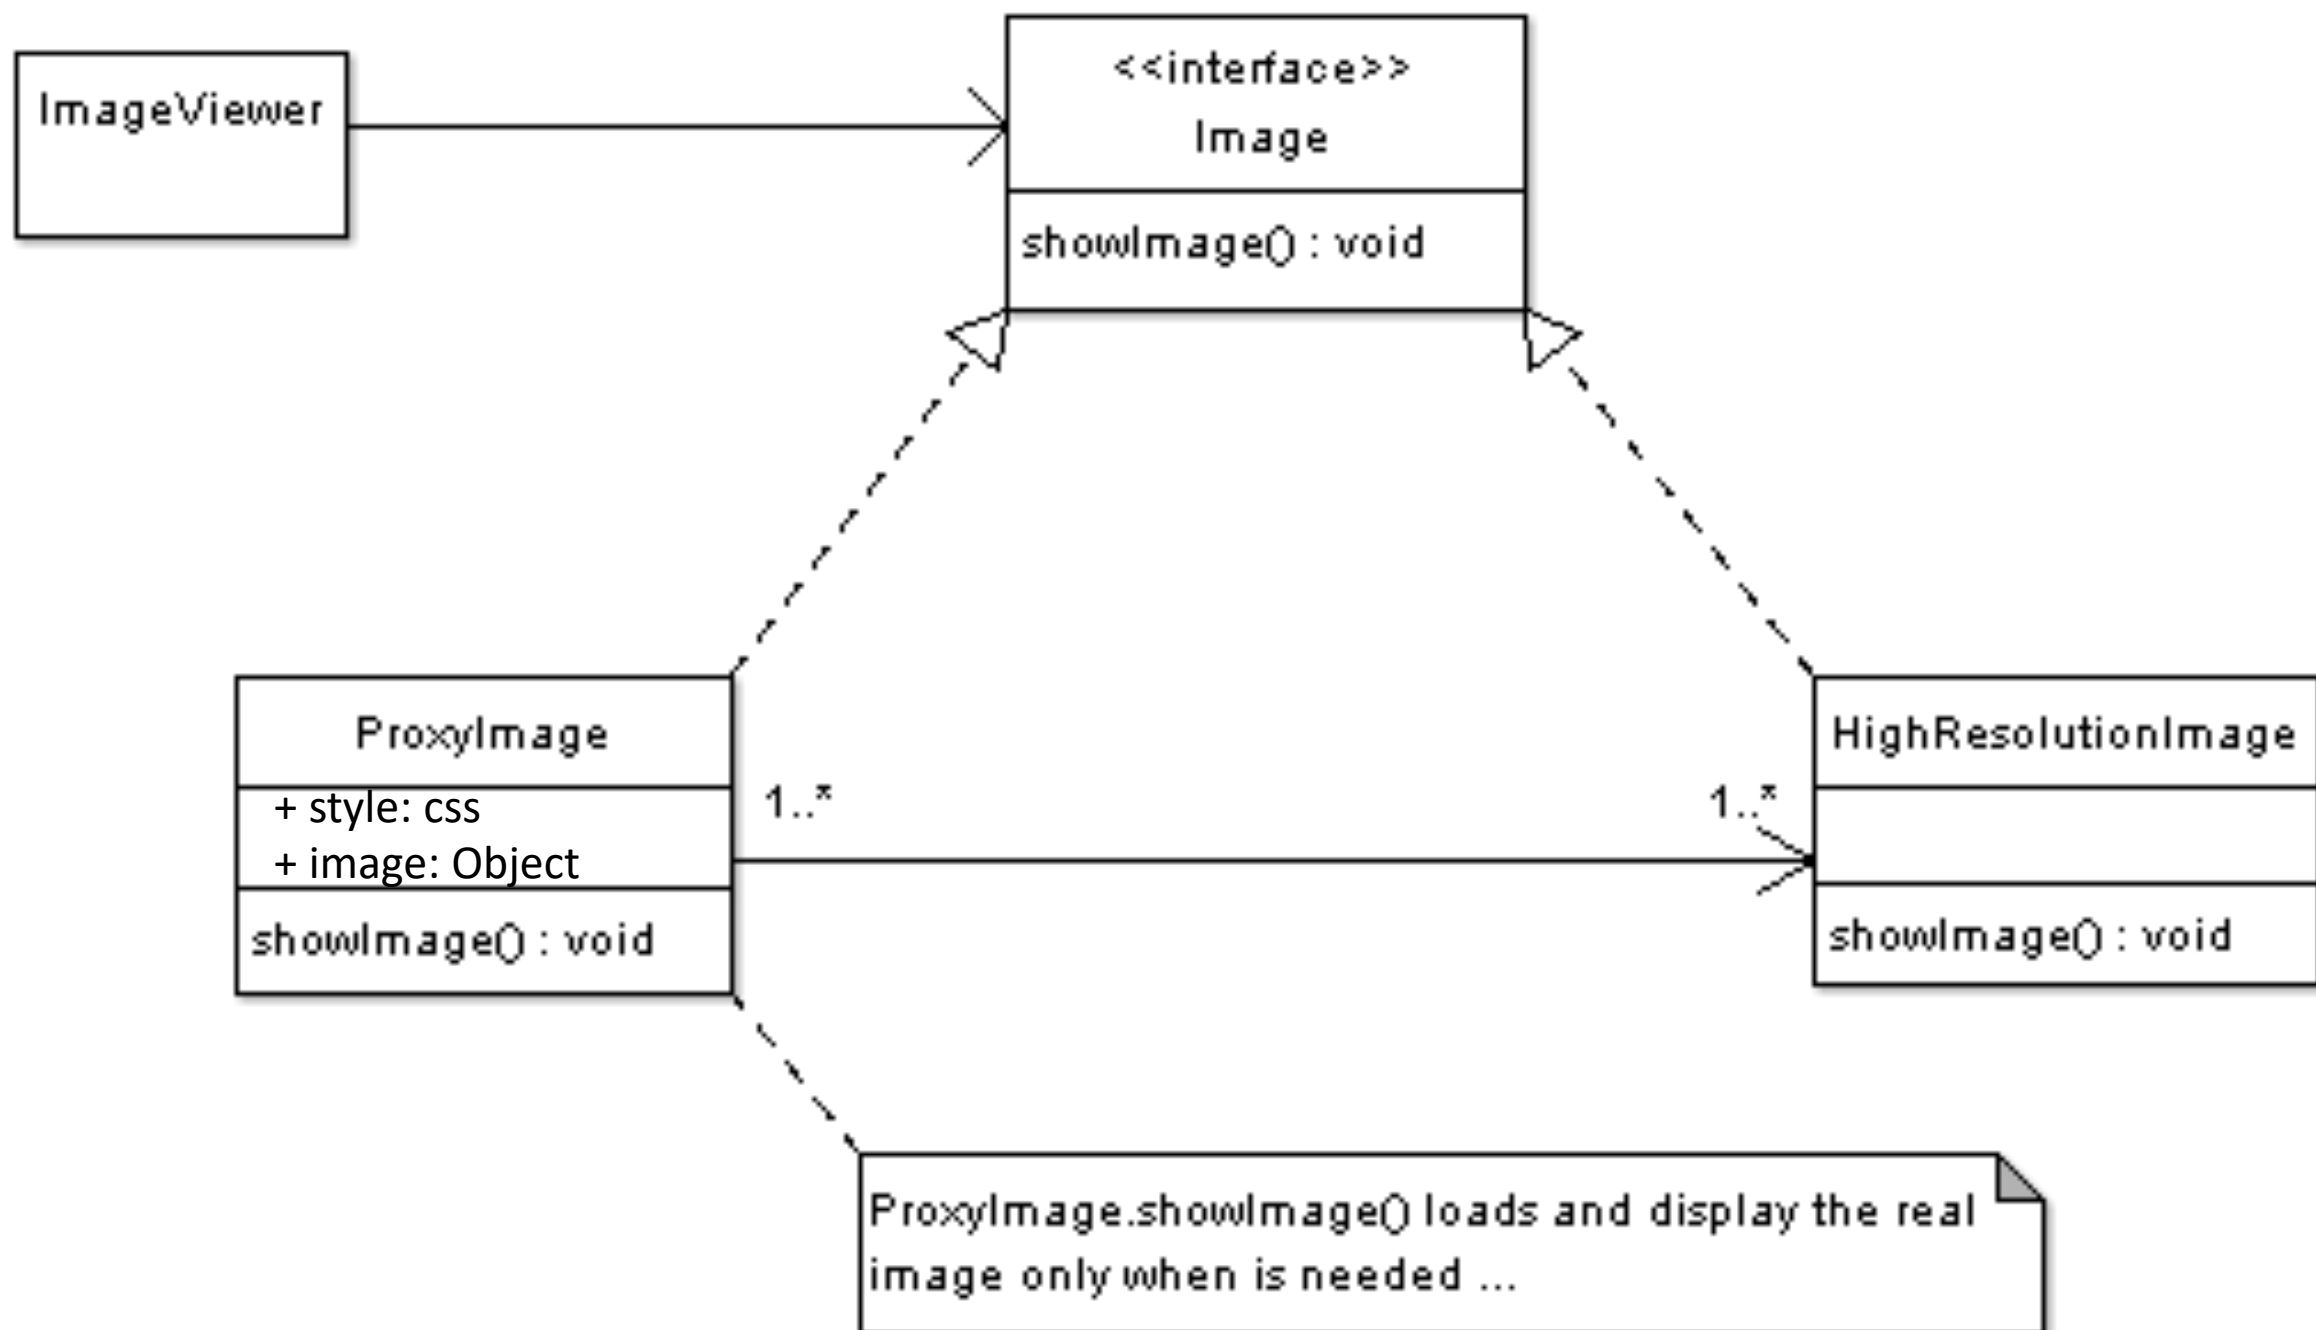 ImageViewer
<<interface>>
Image
showImage() : void
ProxyImage
+ style: css
+ image: Object
showImage() : void
1..*
1..*
HighResolutionImage
showImage() : void
ProxyImage.showImage() loads and display the real
image only when is needed ...